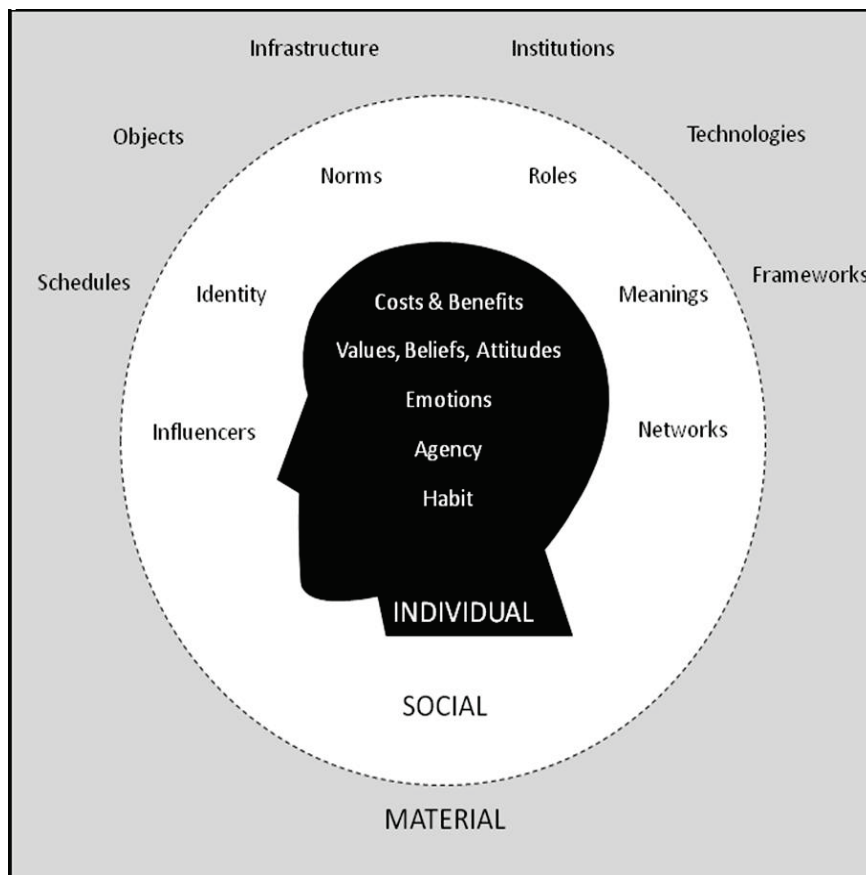 Infrastructure
Institutions
Objects
Technologies
Norms
Roles
Schedules
Identity
Costs & Benefits
Meanings
Frameworks
Values, Beliefs, Attitudes
Emotions
Influencers
Networks
Agency
Habit
INDIVIDUAL
SOCIAL
MATERIAL